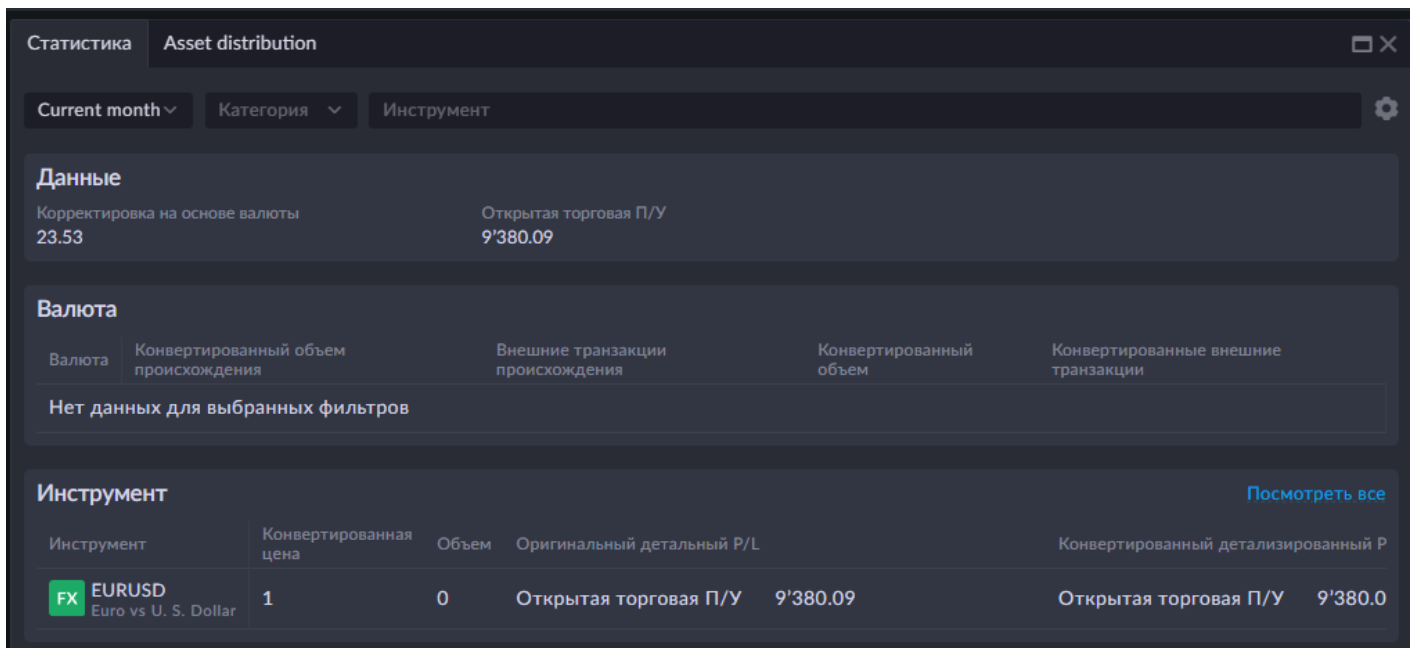 Статистика Asset distribution
Current month Категория Инструмент
Данные
Корректировка на основе валюты Открытая торговая П/У
23.53 9’380.09
Валюта
Валюта Конвертированный объем происхождения Внешние транзакции происхождения Конвертированный объем Конвертированные внешние транзакции
Нет данных для выбранных фильтров
Инструмент Посмотреть все
Инструмент Конвертированная цена Объем Оригинальный детальный P/L Конвертированный детализированный P
FX EURUSD 1 0 Открытая торговая П/У 9’380.09 Открытая торговая П/У 9’380.0
Euro vs U. S. Dollar